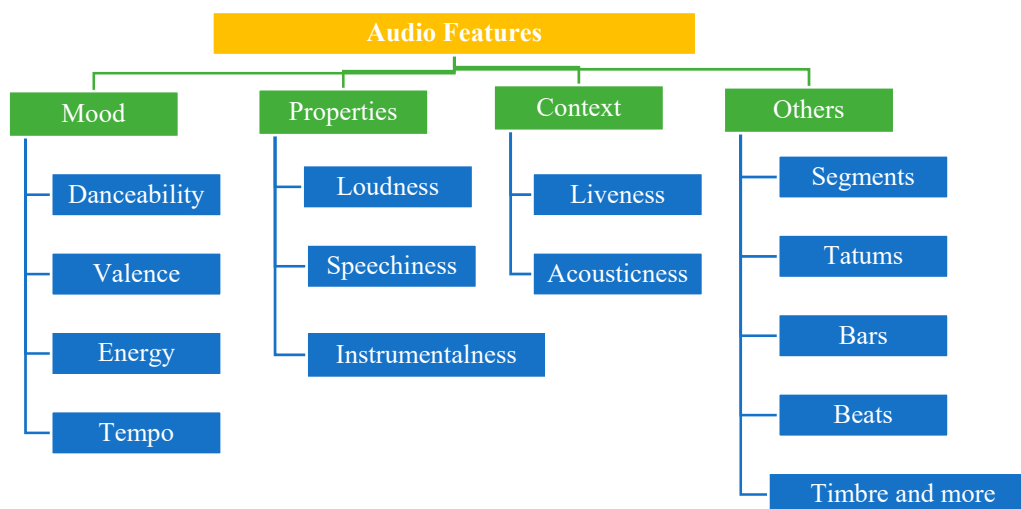 Audio Features
Mood
Properties
Context
Others
Danceability
Valence
Energy
Tempo
Loudness
Speechiness
Instrumentalness
Liveness
Acousticness
Segments
Tatums
Bars
Beats
Timbre and more